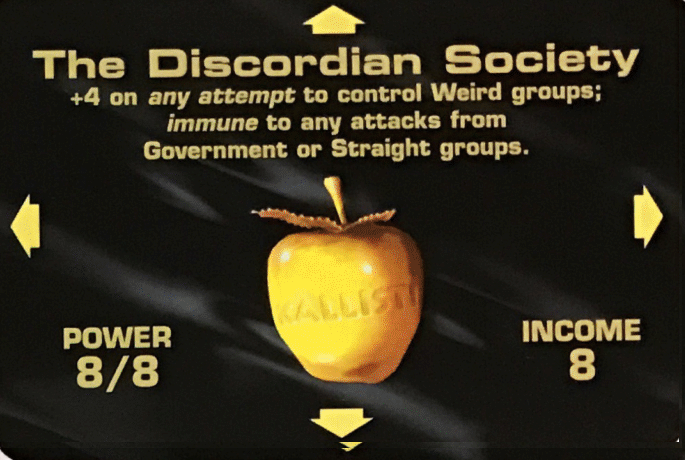 The Discordian Society
+4 on any attempt to control Weird groups;
immune to any attacks from
Government or Straight groups.
KALLISTI
POWER
8/8
INCOME
8